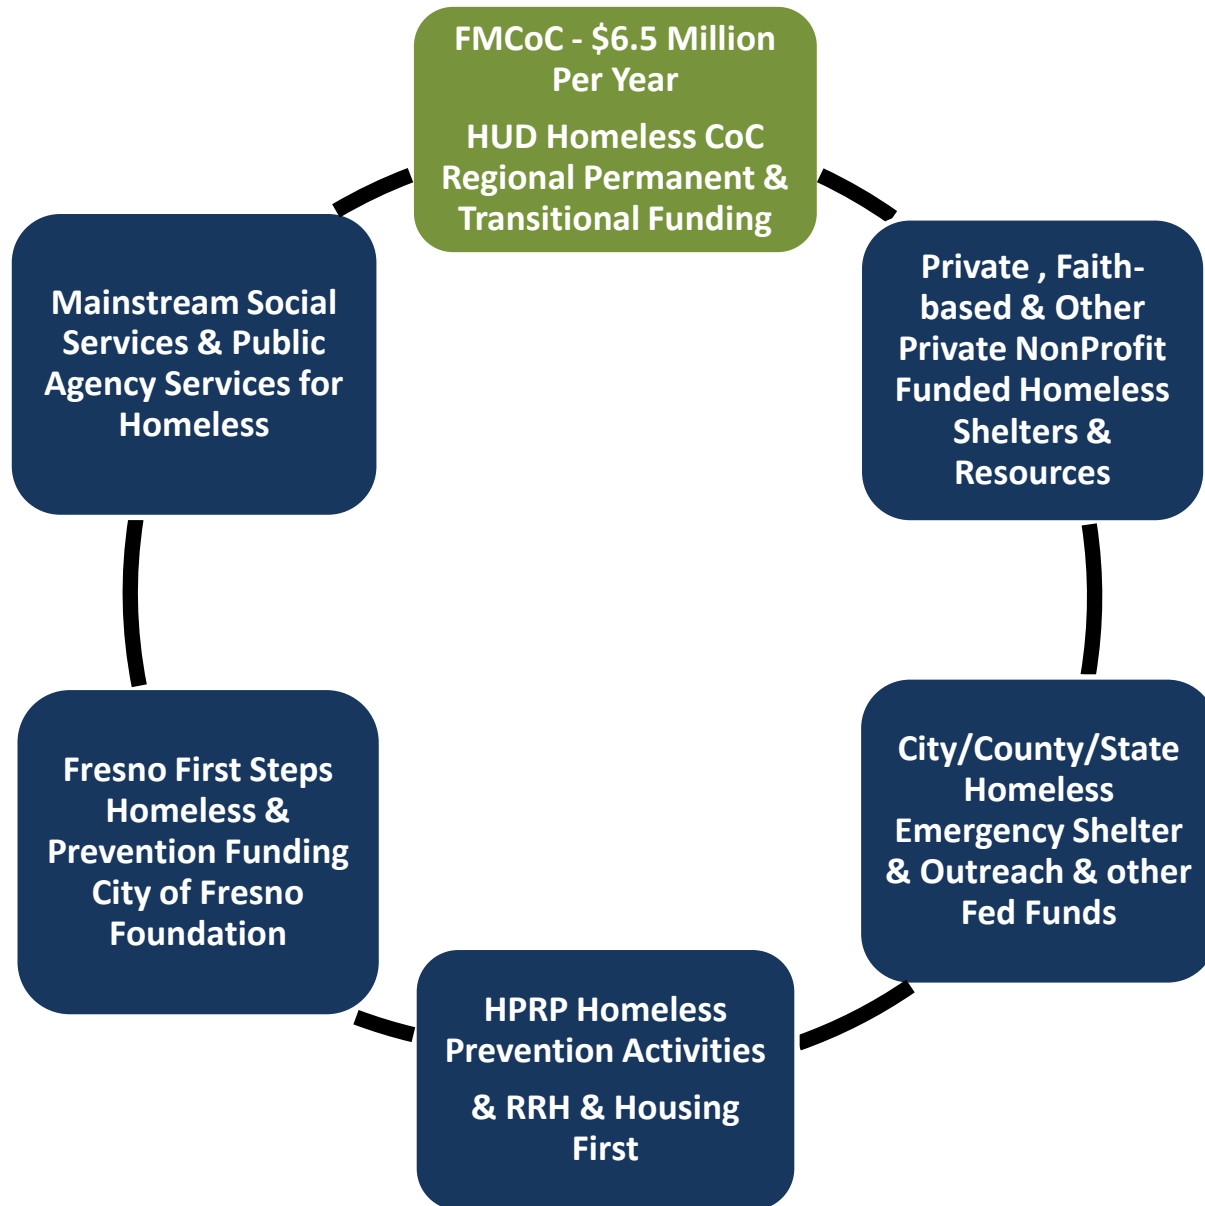 FMCoC - $6.5 Million
Per Year
HUD Homeless CoC
Regional Permanent &
Transitional Funding
Private , Faith-
based & Other
Private NonProfit
Funded Homeless
Shelters &
Resources
City/County/State
Homeless
Emergency Shelter
& Outreach & other
Fed Funds
HPRP Homeless
Prevention Activities
& RRH & Housing
First
Fresno First Steps
Homeless &
Prevention Funding
City of Fresno
Foundation
Mainstream Social
Services & Public
Agency Services for
Homeless